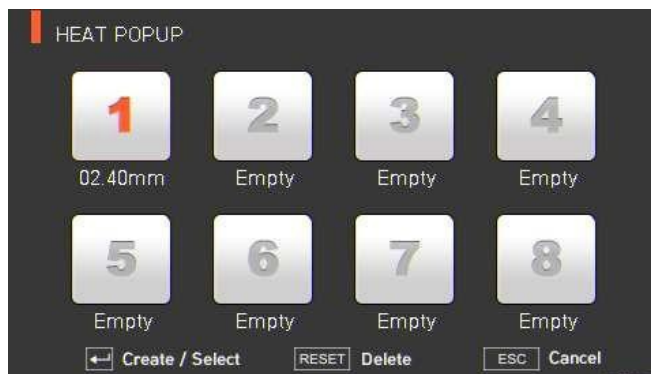 HEAT POPUP
1 2 3 4
02.40mm Empty Empty Empty
5 6 7 8
Empty Empty Empty Empty
Create / Select RESET Delete ESC Cancel